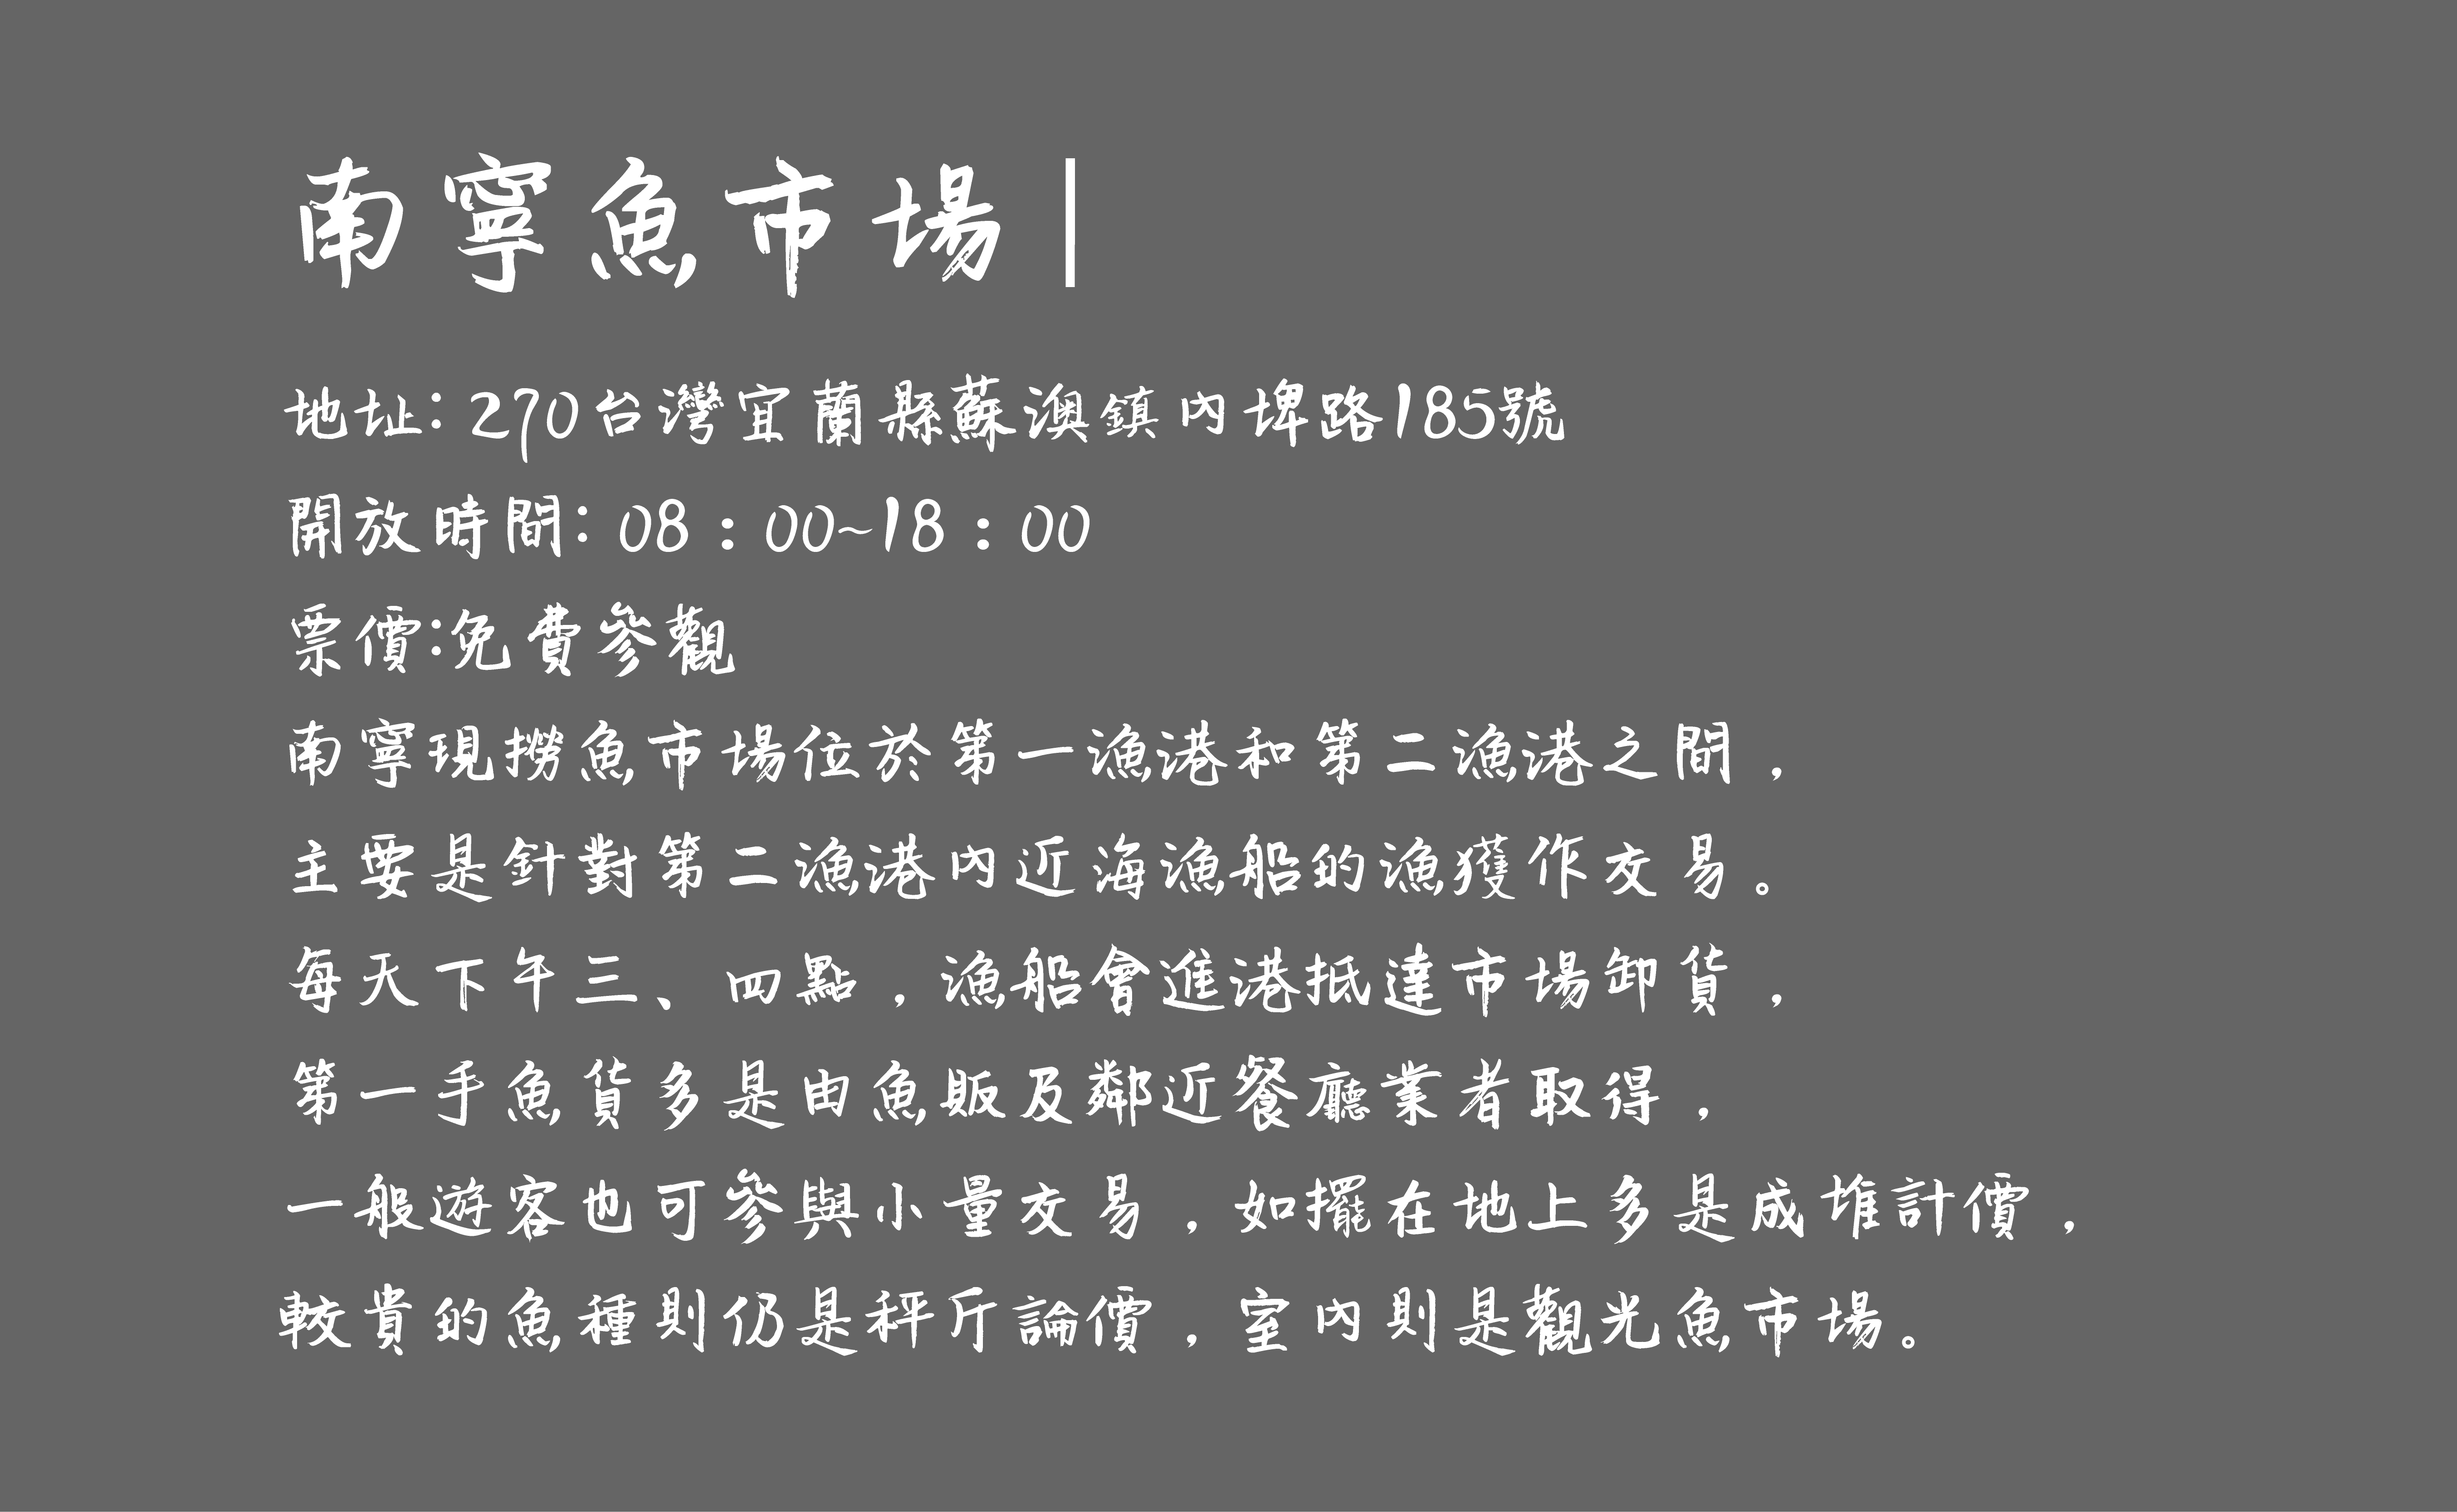 南寧魚市場|
地址:270台灣宜蘭縣蘇澳鎮內埤路185號
開放時間:08:00~18:00
票價:免費參觀
南寧現撈魚市場位於第一漁港和第二漁港之間,
主要是針對第二漁港內近海漁船的漁獲作交易。
每天下午三、四點,漁船會進港抵達市場卸貨,
第一手魚貨多是由魚販及鄰近餐廳業者取得,
一般遊客也可參與小量交易,如擺在地上多是成堆計價,
較貴的魚種則仍是秤斤論價,室內則是觀光魚市場。